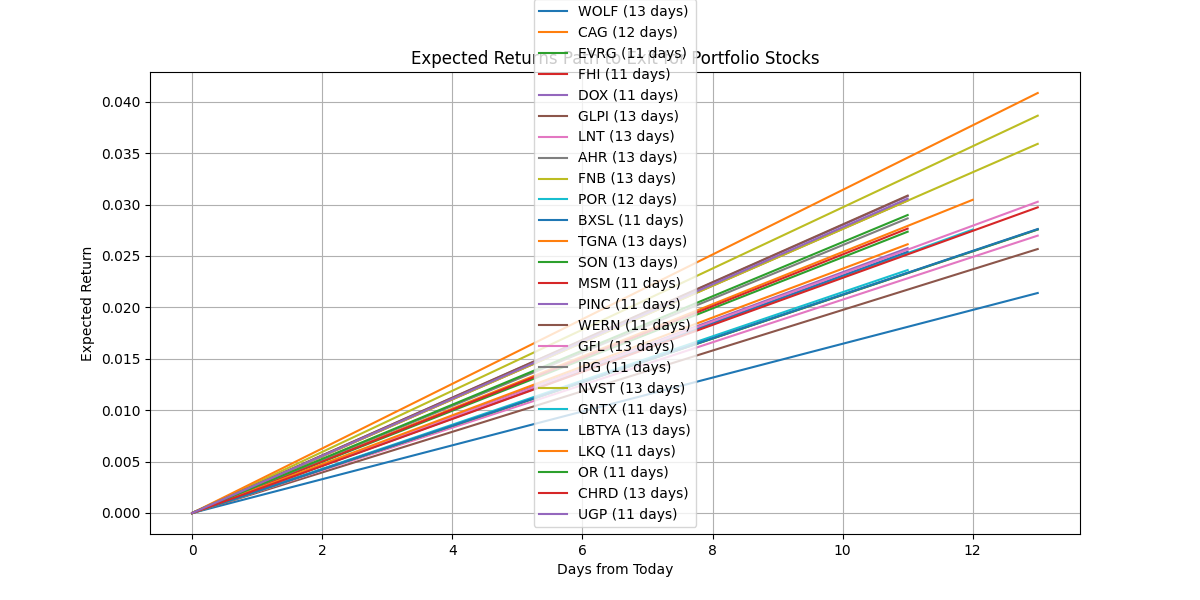 Expected Returns Path to Exit for Portfolio Stocks
WOLF (13 days)
CAG (12 days)
EVRG (11 days)
FHI (11 days)
DOX (11 days)
GLPI (13 days)
LNT (13 days)
AHR (13 days)
FNB (13 days)
POR (12 days)
BXSL (11 days)
TGNA (13 days)
SON (13 days)
MSM (11 days)
PINC (11 days)
WERN (11 days)
GFL (13 days)
IPG (11 days)
NVST (13 days)
GNTX (11 days)
LBTYA (13 days)
LKQ (11 days)
OR (11 days)
CHRD (13 days)
UGP (11 days)
Expected Return
0.040
0.035
0.030
0.025
0.020
0.015
0.010
0.005
0.000
0 2 4 6 8 10 12
Days from Today